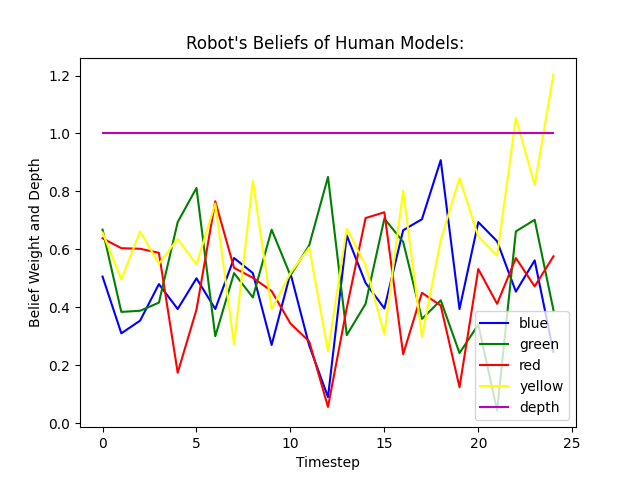 Robot's Beliefs of Human Models:
Belief Weight and Depth
1.2
1.0
0.8
0.6
0.4
0.2
0.0
blue
green
red
yellow
depth
0 5 10 15 20 25
Timestep